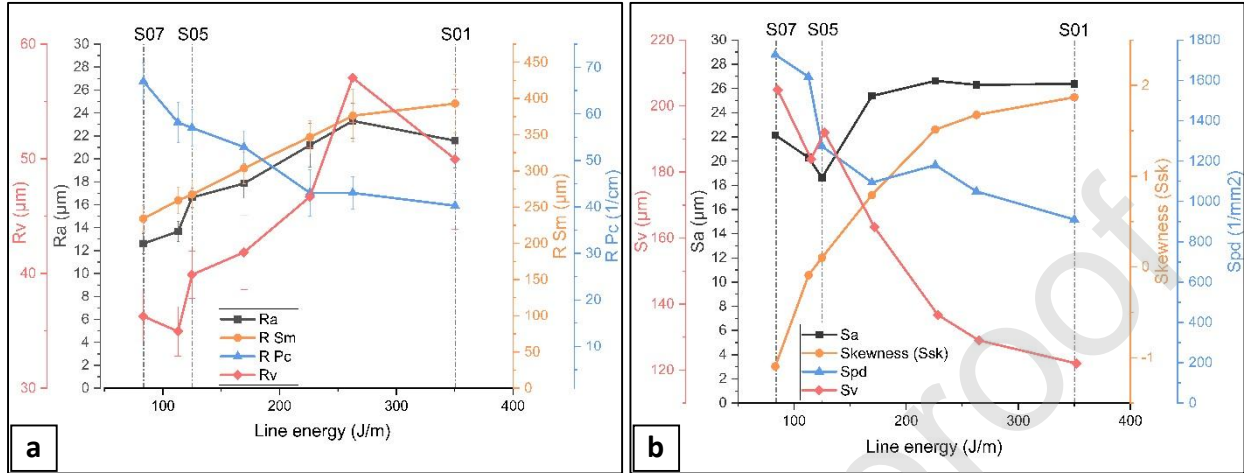 S07 S05 S01
60
50
40
30
Rv (µm)
30
28
26
24
22
20
18
16
14
12
10
8
6
4
2
0
Ra (µm)
450
400
350
300
250
200
150
100
50
0
R Sm (µm)
70
60
50
40
30
20
10
0
R Pc (1/cm)
Ra
R Sm
R Pc
Rv
100 200 300 400
Line energy (J/m)
a
S07 S05 S01
220
200
180
160
140
120
Sv (µm)
30
28
26
24
22
20
18
16
14
12
10
8
6
4
2
0
Sa (µm)
2
1
0
-1
Skewness (Ssk)
1800
1600
1400
1200
1000
800
600
400
200
0
Spd (1/mm2)
Sa
Skewness (Ssk)
Spd
Sv
100 200 300 400
Line energy (J/m)
b
proof